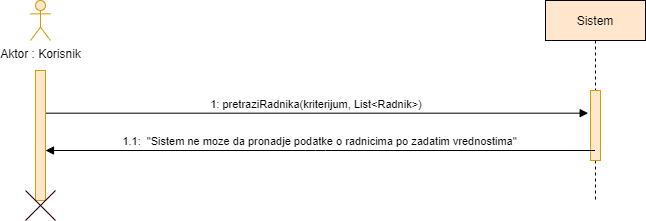 Sistem
Aktor : Korisnik
1: pretraziRadnika(kriterijum, List<Radnik>)
1.1: "Sistem ne moze da pronadje podatke o radnicima po zadatim vrednostima"